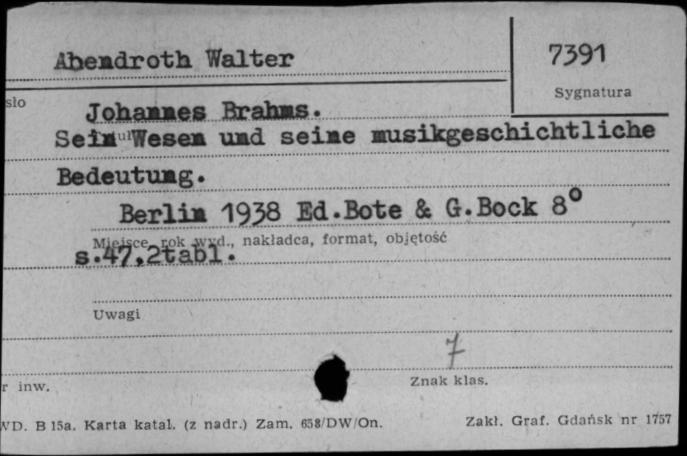 Abendroth Walter
7391
Sygnatura
sło
Johannes Brahms.
Sein Wesen und seine musikgeschichtliche
Bedeutung.
Berlin 1938 Ed.Bote & G.Bock 8°
Miejsce, rok wyd., nakładca, format, objętość
s.47,2tabl.
Uwagi
7
r inw.
Znak klas.
WD. B 15a. Karta katal. (z nadr.) Zam. 658/DW/On.
Zakł. Graf. Gdańsk nr 1757